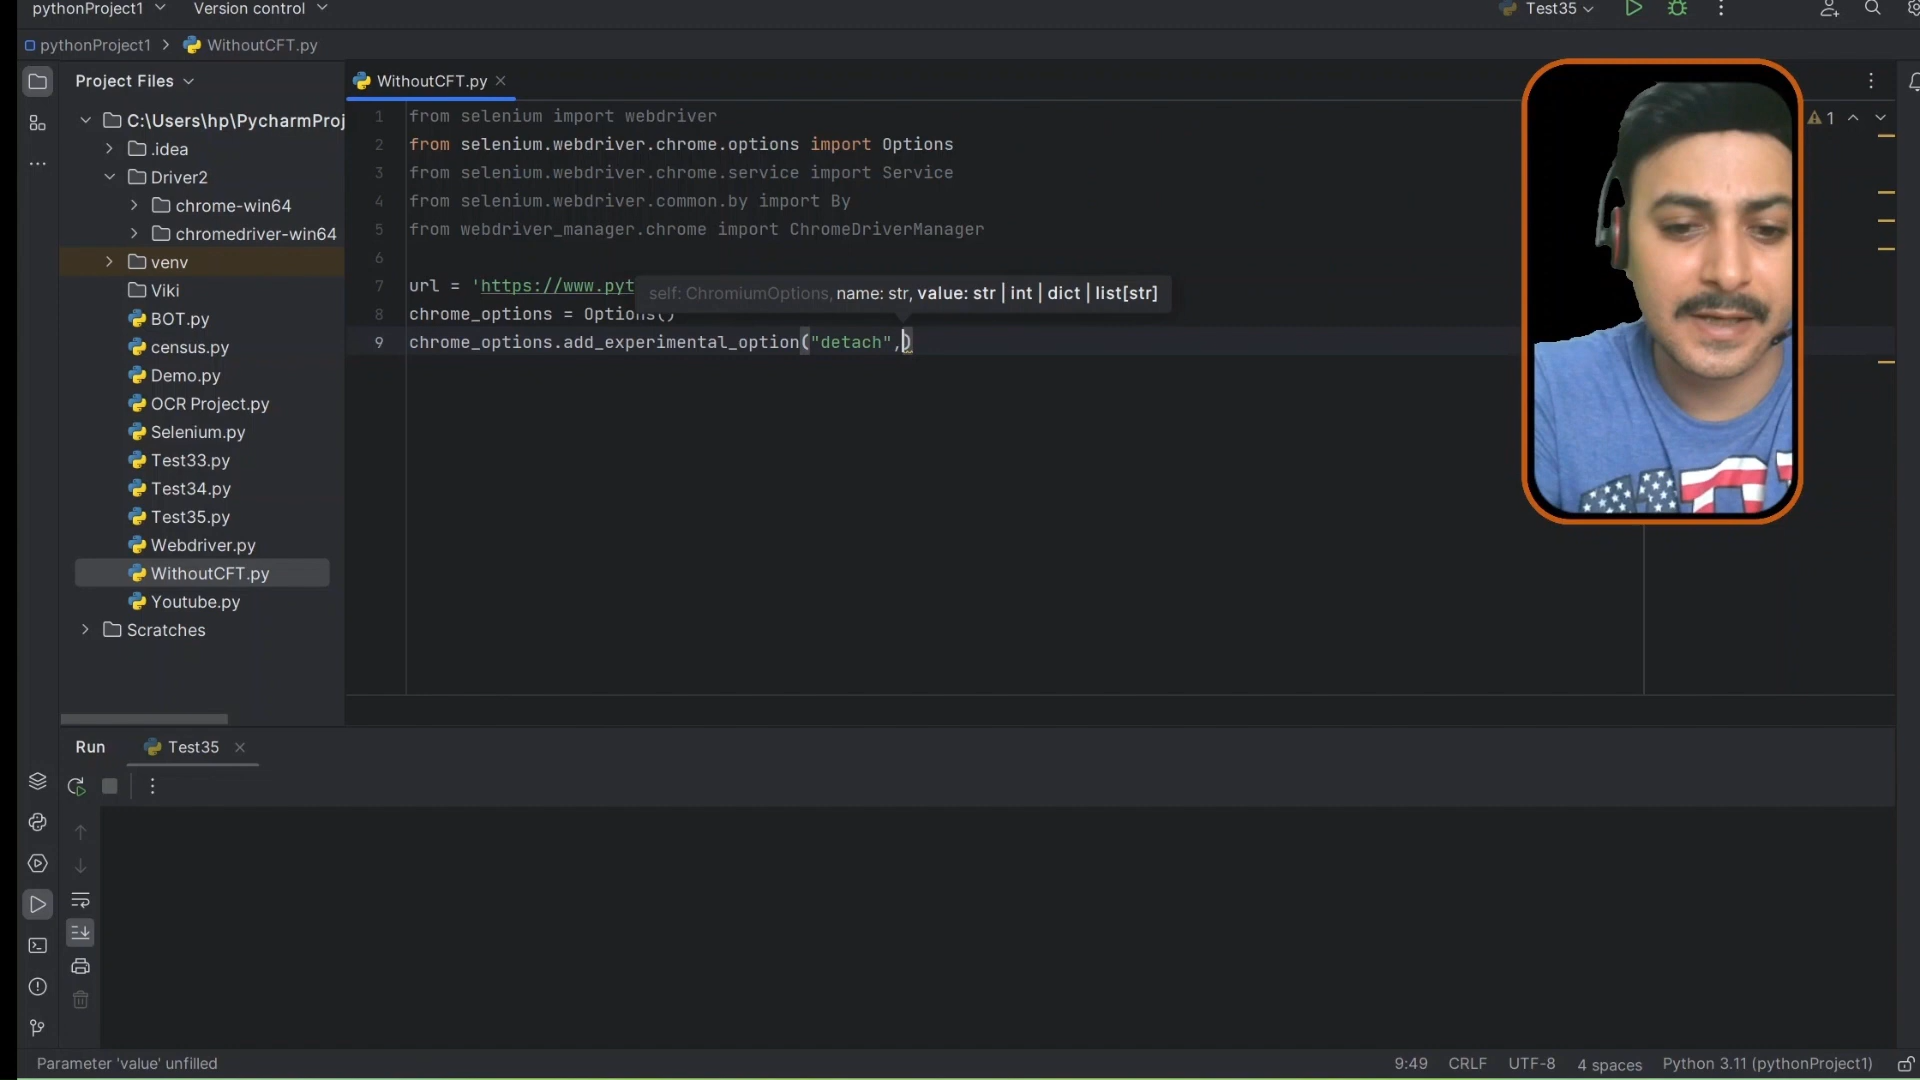 pythonProject1
Version control
Test35
pythonProject1
WithoutCFT.py
Project Files
WithoutCFT.py
C:\Users\hp\PycharmProj
.idea
Driver2
chrome-win64
chromedriver-win64
venv
Viki
BOT.py
census.py
Demo.py
OCR Project.py
Selenium.py
Test33.py
Test34.py
Test35.py
Webdriver.py
WithoutCFT.py
Youtube.py
Scratches
1 from selenium import webdriver
2 from selenium.webdriver.chrome.options import Options
3 from selenium.webdriver.chrome.service import Service
4 from selenium.webdriver.common.by import By
5 from webdriver_manager.chrome import ChromeDriverManager
6
7 url = 'https://www.pyt
self: ChromiumOptions, name: str, value: str | int | dict | list[str]
8 chrome_options = Options()
9 chrome_options.add_experimental_option("detach",)
1
Run
Test35
Parameter 'value' unfilled
9:49
CRLF
UTF-8
4 spaces
Python 3.11 (pythonProject1)